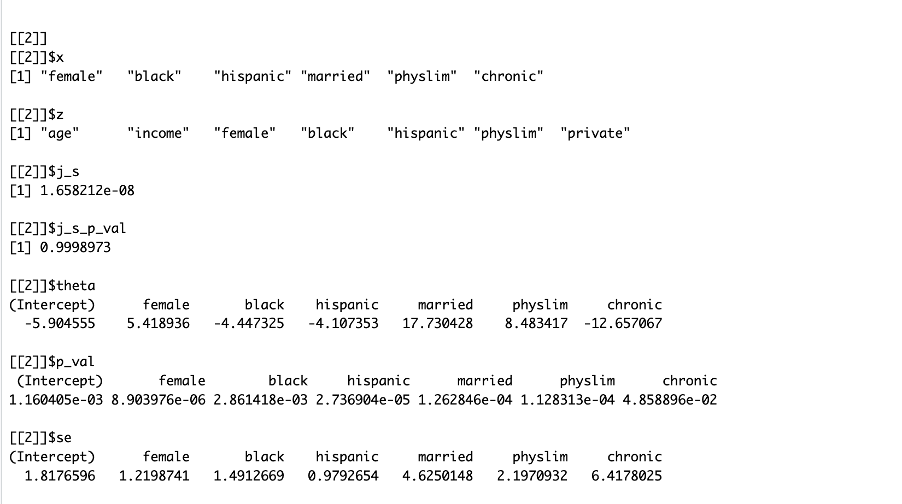 [[2]]
[[2]]$x
[1] "female" "black" "hispanic" "married" "physlim" "chronic"
[[2]]$z
[1] "age" "income" "female" "black" "hispanic" "physlim" "private"
[[2]]$j_s
[1] 1.658212e-08
[[2]]$j_s_p_val
[1] 0.9998973
[[2]]$theta
(Intercept) female black hispanic married physlim chronic
-5.904555 5.418936 -4.447325 -4.107353 17.730428 8.483417 -12.657067
[[2]]$p_val
(Intercept) female black hispanic married physlim chronic
1.160405e-03 8.903976e-06 2.861418e-03 2.736904e-05 1.262846e-04 1.128313e-04 4.858896e-02
[[2]]$se
(Intercept) female black hispanic married physlim chronic
1.8176596 1.2198741 1.4912669 0.9792654 4.6250148 2.1970932 6.4178025